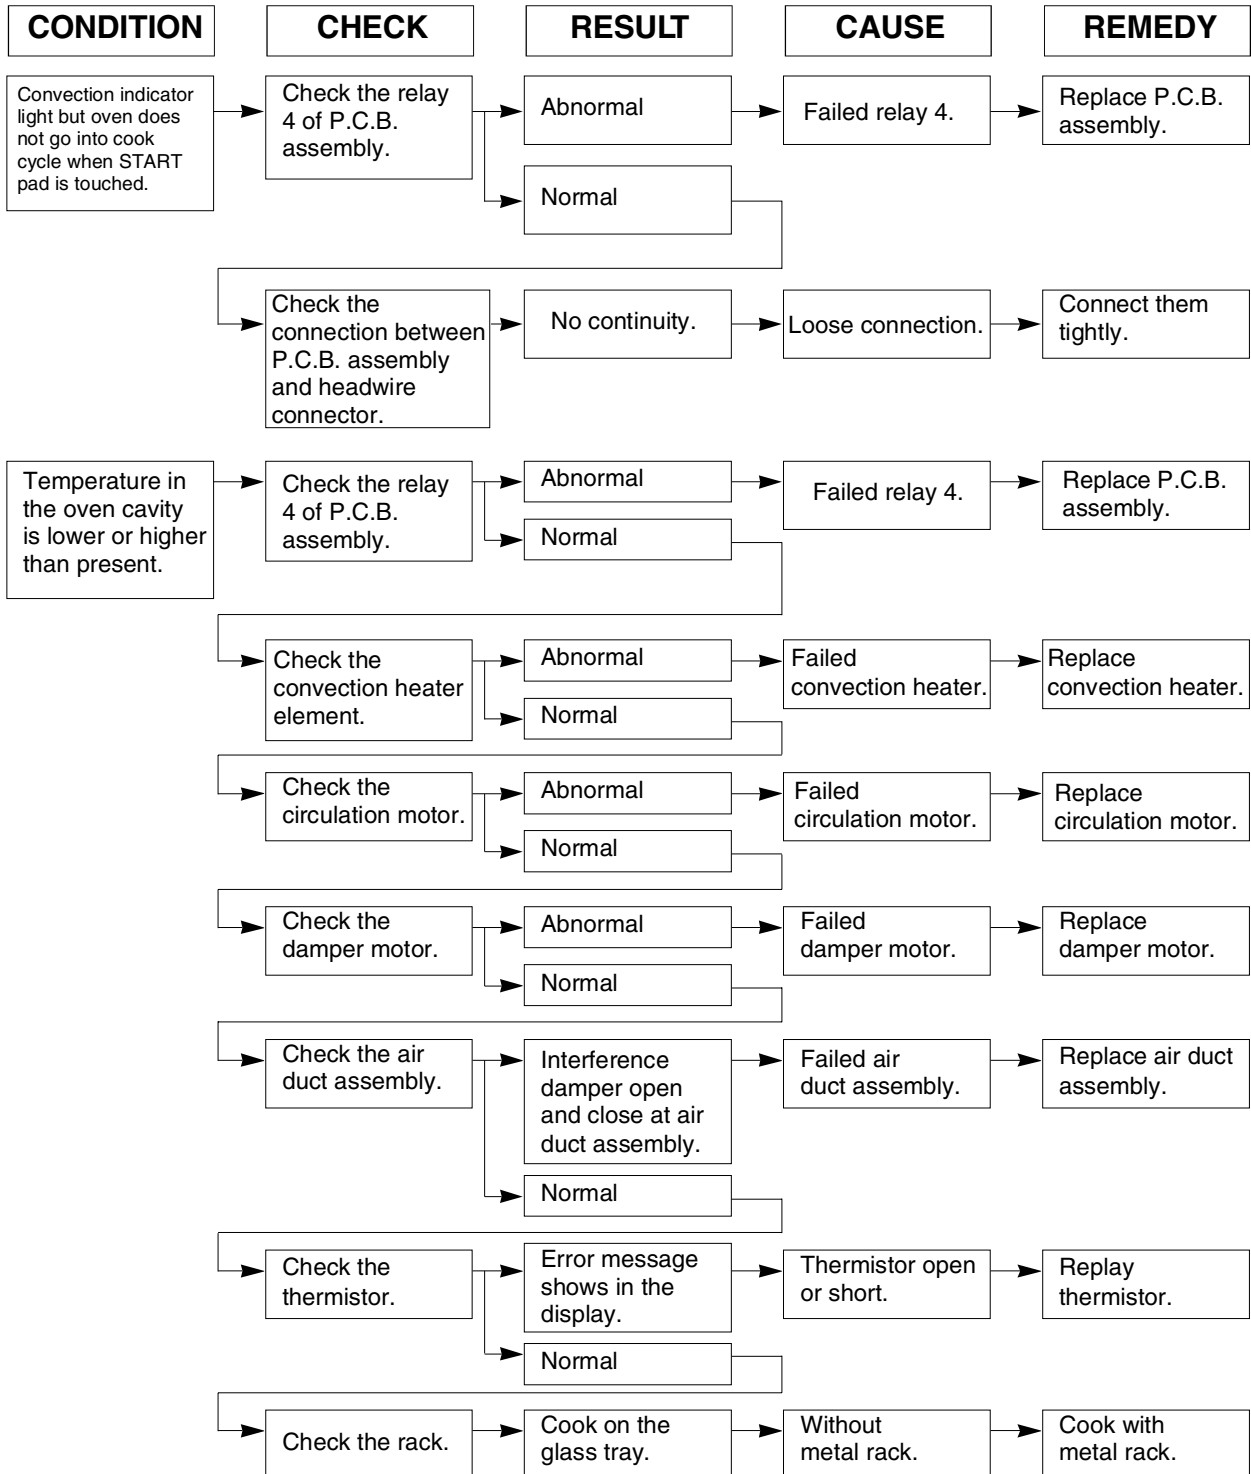 CONDITION
CHECK
RESULT
CAUSE
REMEDY
Convection indicator
light but oven does
not go into cook
cycle when START
pad is touched.
Check the relay
4 of P.C.B.
assembly.
Abnormal
Failed relay 4.
Replace P.C.B.
assembly.
Normal
Check the
connection between
P.C.B. assembly
and headwire
connector.
No continuity.
Loose connection.
Connect them
tightly.
Temperature in
the oven cavity
is lower or higher
than present.
Check the relay
4 of P.C.B.
assembly.
Abnormal
Failed relay 4.
Replace P.C.B.
assembly.
Normal
Check the
convection heater
element.
Abnormal
Failed
convection heater.
Replace
convection heater.
Normal
Check the
circulation motor.
Abnormal
Failed
circulation motor.
Replace
circulation motor.
Normal
Check the
damper motor.
Abnormal
Failed
damper motor.
Replace
damper motor.
Normal
Check the air
duct assembly.
Interference
damper open
and close at air
duct assembly.
Failed air
duct assembly.
Replace air duct
assembly.
Normal
Check the
thermistor.
Error message
shows in the
display.
Thermistor open
or short.
Replay
thermistor.
Normal
Check the rack.
Cook on the
glass tray.
Without
metal rack.
Cook with
metal rack.